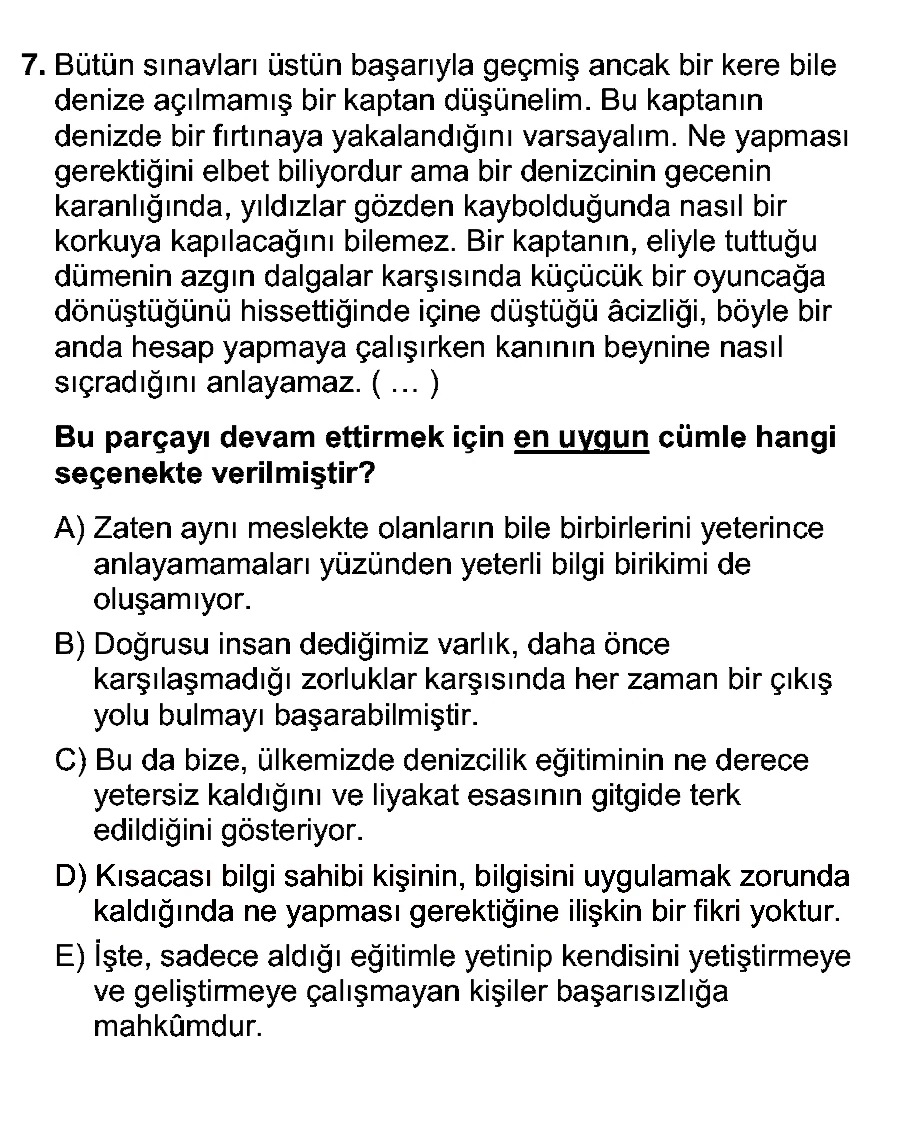 7. Bütün sınavları üstün başarıyla geçmiş ancak bir kere bile
denize açılmamış bir kaptan düşünelim. Bu kaptanın
denizde bir fırtınaya yakalandığını varsayalım. Ne yapması
gerektiğini elbet biliyordur ama bir denizcinin gecenin
karanlığında, yıldızlar gözden kaybolduğunda nasıl bir
korkuya kapılacağını bilemez. Bir kaptanın, eliyle tuttuğu
dümenin azgın dalgalar karşısında küçücük bir oyuncağa
dönüştüğünü hissettiğinde içine düştüğü âcizliği, böyle bir
anda hesap yapmaya çalışırken kanının beynine nasıl
sıçradığını anlayamaz. ( ... )
Bu parçayı devam ettirmek için en uygun cümle hangi
seçenekte verilmiştir?
A) Zaten aynı meslekte olanların bile birbirlerini yeterince
anlayamamaları yüzünden yeterli bilgi birikimi de
oluşamıyor.
B) Doğrusu insan dediğimiz varlık, daha önce
karşılaşmadığı zorluklar karşısında her zaman bir çıkış
yolu bulmayı başarabilmiştir.
C) Bu da bize, ülkemizde denizcilik eğitiminin ne derece
yetersiz kaldığını ve liyakat esasının gitgide terk
edildiğini gösteriyor.
D) Kısacası bilgi sahibi kişinin, bilgisini uygulamak zorunda
kaldığında ne yapması gerektiğine ilişkin bir fikri yoktur.
E) İşte, sadece aldığı eğitimle yetinip kendisini yetiştirmeye
ve geliştirmeye çalışmayan kişiler başarısızlığa
mahkûmdur.